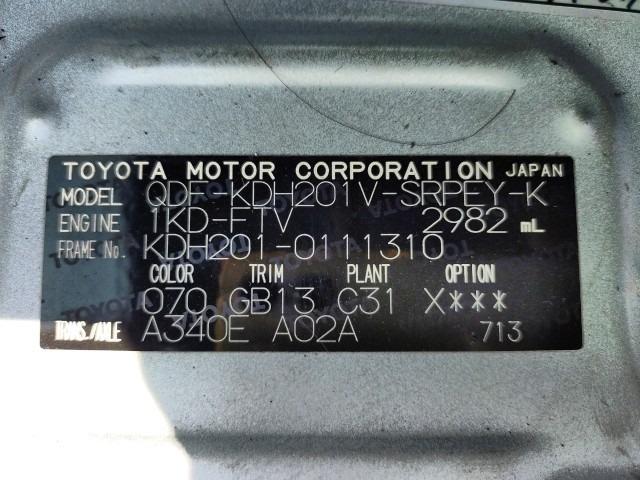 TOYOTA MOTOR CORPORATION JAPAN
MODEL QDF-KDH201V-SRPEY-K
ENGINE 1KD-FTV 2982 mL
FRAME No. KDH201-0111310
COLOR TRIM PLANT OPTION
070 GB13 C31 X***
TRANS./AXLE A340E A02A 713